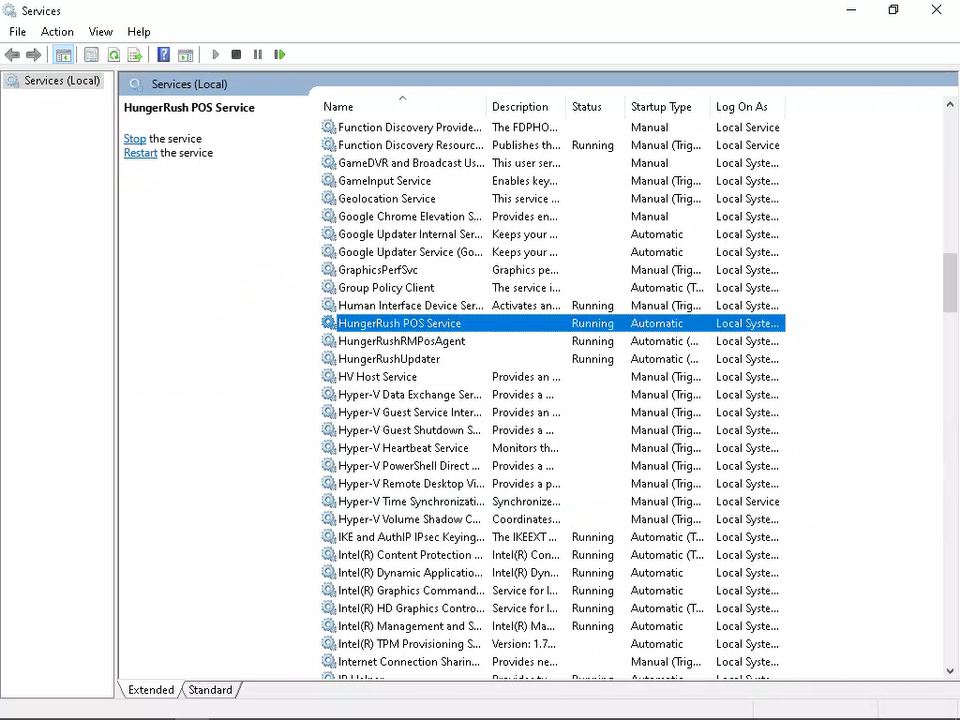 Services
File Action View Help
Services (Local)
Services (Local)
HungerRush POS Service
Stop the service
Restart the service
Name Description Status Startup Type Log On As
Function Discovery Provide... The FDPHO... Manual Local Service
Function Discovery Resourc... Publishes th... Running Manual (Trig... Local Service
GameDVR and Broadcast Us... This user ser... Manual Local Syste...
GameInput Service Enables key... Manual (Trig... Local Syste...
Geolocation Service This service ... Manual (Trig... Local Syste...
Google Chrome Elevation S... Provides en... Manual Local Syste...
Google Updater Internal Ser... Keeps your ... Automatic Local Syste...
Google Updater Service (Go... Keeps your ... Automatic Local Syste...
GraphicsPerfSvc Graphics pe... Manual (Trig... Local Syste...
Group Policy Client The service i... Automatic (T... Local Syste...
Human Interface Device Ser... Activates an... Running Manual (Trig... Local Syste...
HungerRush POS Service Running Automatic Local Syste...
HungerRushRMPosAgent Running Automatic (... Local Syste...
HungerRushUpdater Running Automatic (... Local Syste...
HV Host Service Provides an ... Manual (Trig... Local Syste...
Hyper-V Data Exchange Ser... Provides a ... Manual (Trig... Local Syste...
Hyper-V Guest Service Inter... Provides an ... Manual (Trig... Local Syste...
Hyper-V Guest Shutdown S... Provides a ... Manual (Trig... Local Syste...
Hyper-V Heartbeat Service Monitors th... Manual (Trig... Local Syste...
Hyper-V PowerShell Direct ... Provides a ... Manual (Trig... Local Syste...
Hyper-V Remote Desktop Vi... Provides a p... Manual (Trig... Local Syste...
Hyper-V Time Synchronizati... Synchronize... Manual (Trig... Local Service
Hyper-V Volume Shadow C... Coordinates... Manual (Trig... Local Syste...
IKE and AuthIP IPsec Keying... The IKEEXT ... Running Automatic (T... Local Syste...
Intel(R) Content Protection ... Intel(R) Con... Running Automatic (T... Local Syste...
Intel(R) Dynamic Applicatio... Intel(R) Dyn... Running Automatic Local Syste...
Intel(R) Graphics Command... Service for I... Running Automatic Local Syste...
Intel(R) HD Graphics Contro... Service for I... Running Automatic (T... Local Syste...
Intel(R) Management and S... Intel(R) Ma... Running Automatic Local Syste...
Intel(R) TPM Provisioning S... Version: 1.7... Automatic Local Syste...
Internet Connection Sharin... Provides ne... Manual (Trig... Local Syste...
Extended Standard